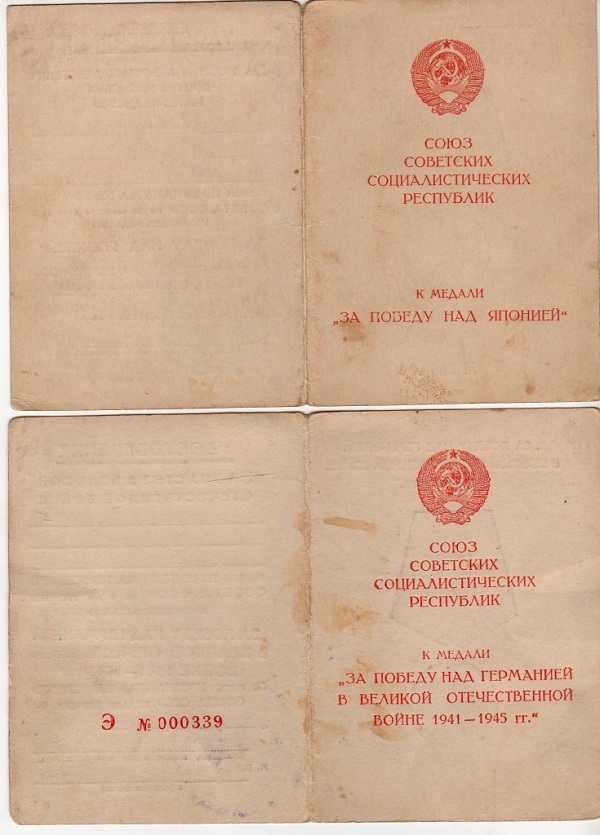 СОЮЗ
СОВЕТСКИХ
СОЦИАЛИСТИЧЕСКИХ
РЕСПУБЛИК
К МЕДАЛИ
„ЗА ПОБЕДУ НАД ЯПОНИЕЙ“
СОЮЗ
СОВЕТСКИХ
СОЦИАЛИСТИЧЕСКИХ
РЕСПУБЛИК
К МЕДАЛИ
„ЗА ПОБЕДУ НАД ГЕРМАНИЕЙ
В ВЕЛИКОЙ ОТЕЧЕСТВЕННОЙ
ВОЙНЕ 1941—1945 гг.“
Э № 000339